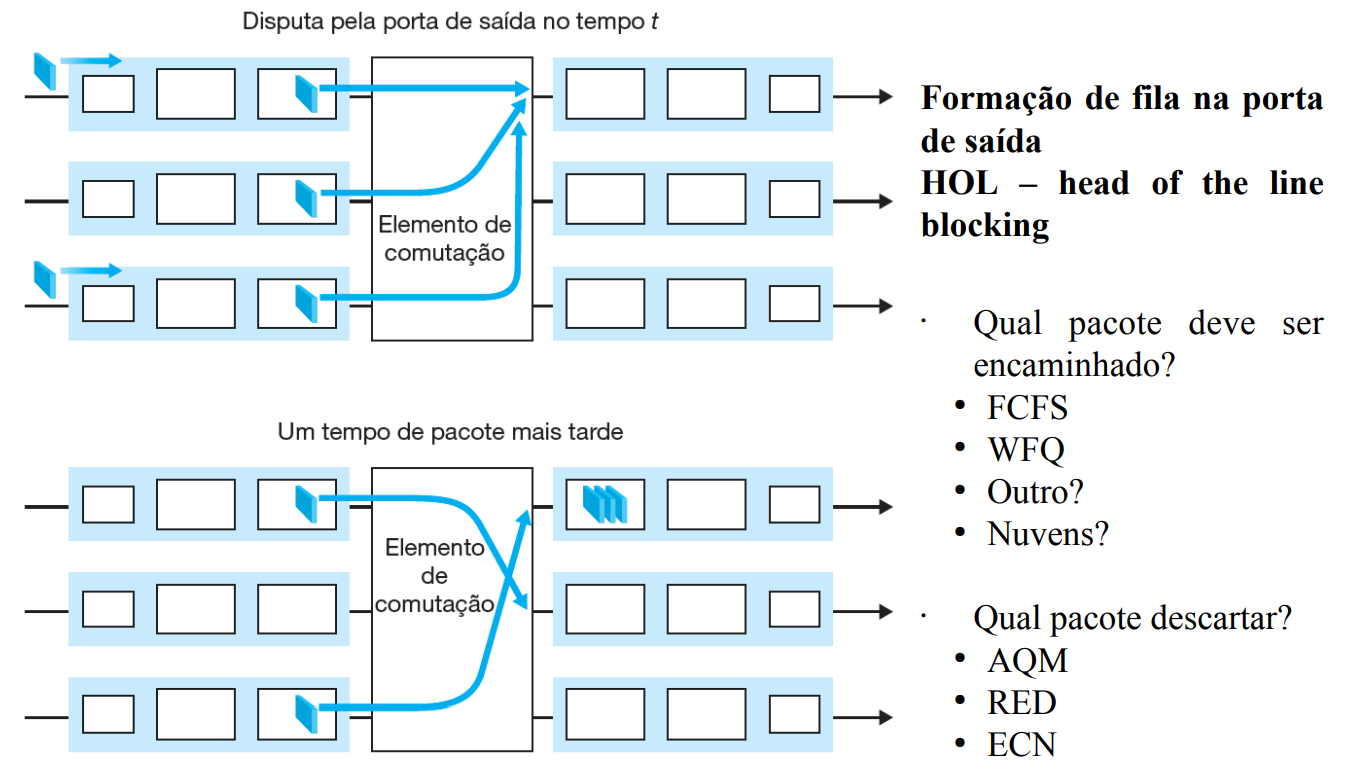 Disputa pela porta de saída no tempo t
Elemento de
comutação
Um tempo de pacote mais tarde
Elemento
de
comutação
Formação de fila na porta
de saída
HOL – head of the line
blocking
· Qual pacote deve ser
encaminhado?
• FCFS
• WFQ
• Outro?
• Nuvens?
· Qual pacote descartar?
• AQM
• RED
• ECN